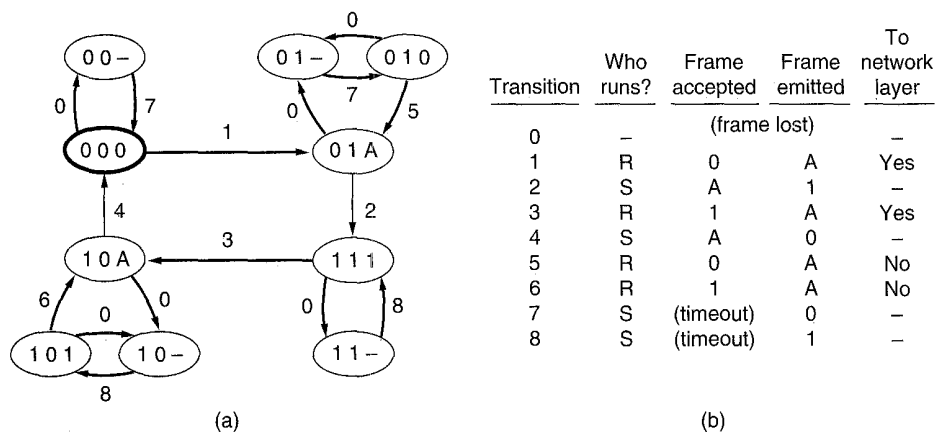 0 0 –
0
7
0 0 0
1
4
1 0 A
3
6
0
0
1 0 1
1 0 –
8
0
0 1 –
0 1 0
7
0
5
0 1 A
2
1 1 1
0
8
1 1 –
(a)
Transition Who runs? Frame accepted Frame emitted To network layer
0 – (frame lost) –
1 R 0 A Yes
2 S A 1 –
3 R 1 A Yes
4 S A 0 –
5 R 0 A No
6 R 1 A No
7 S (timeout) 0 –
8 S (timeout) 1 –
(b)